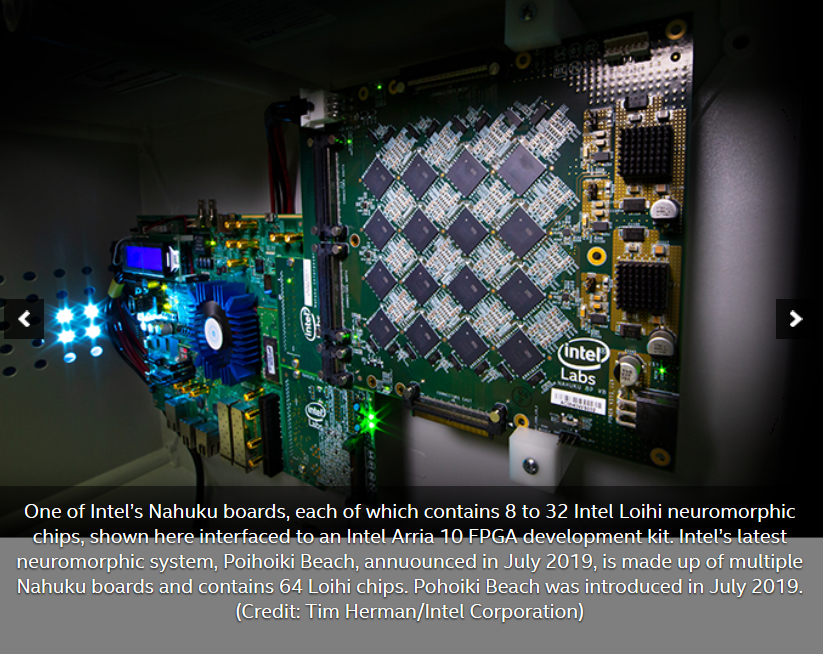 intel
Labs
NAHUKU
intel
intel
One of Intel's Nahuku boards, each of which contains 8 to 32 Intel Loihi neuromorphic
chips, shown here interfaced to an Intel Arria 10 FPGA development kit. Intel's latest
neuromorphic system, Poihoiki Beach, annuounced in July 2019, is made up of multiple
Nahuku boards and contains 64 Loihi chips. Pohoiki Beach was introduced in July 2019.
(Credit: Tim Herman/Intel Corporation)